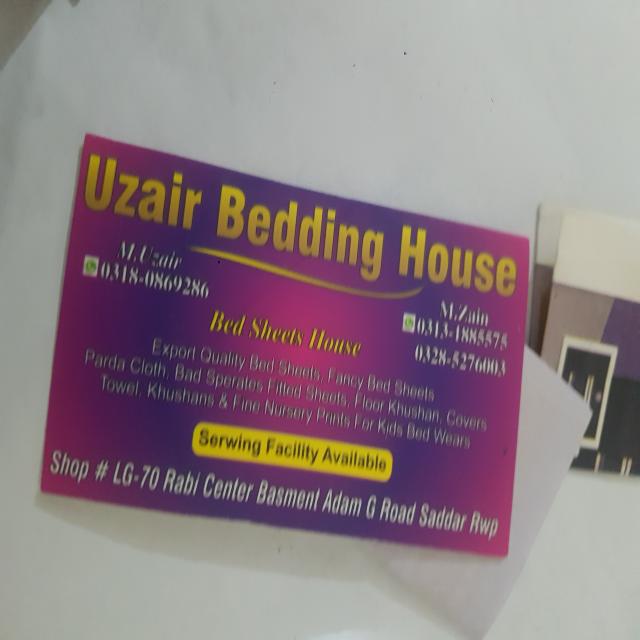 Uzair Bedding House
M.Uzair
0318-0869286
M.Zain
0313-1885575
0328-5276003
Bed Sheets House
Export Quality Bed Sheets, Fancy Bed Sheets
Parda Cloth, Bad Sperates Fitted Sheets, Floor Khushan, Covers
Towel, Khushans & Fine Nursery Prints For Kids Bed Wears
Serwing Facility Available
Shop # LG-70 Rabi Center Basment Adam G Road Saddar Rwp